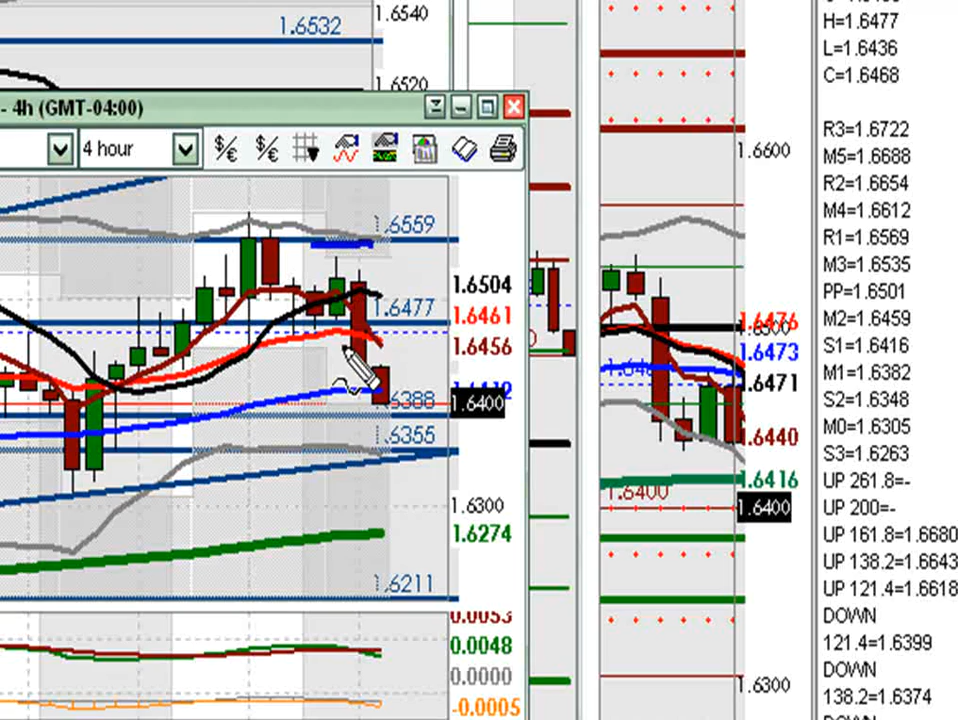 1.6532
1.6540
1.6520
- 4h (GMT-04:00)
4 hour
1.6559
1.6504
1.6477
1.6461
1.6456
1.6388
1.6400
1.6355
1.6300
1.6274
1.6211
0.0053
0.0048
0.0000
-0.0005
1.6600
1.6476
1.6473
1.6471
1.6440
1.6416
1.6400
1.6400
1.6300
H=1.6477
L=1.6436
C=1.6468
R3=1.6722
M5=1.6688
R2=1.6654
M4=1.6612
R1=1.6569
M3=1.6535
PP=1.6501
M2=1.6459
S1=1.6416
M1=1.6382
S2=1.6348
M0=1.6305
S3=1.6263
UP 261.8=-
UP 200=-
UP 161.8=1.6680
UP 138.2=1.6643
UP 121.4=1.6618
DOWN
121.4=1.6399
DOWN
138.2=1.6374